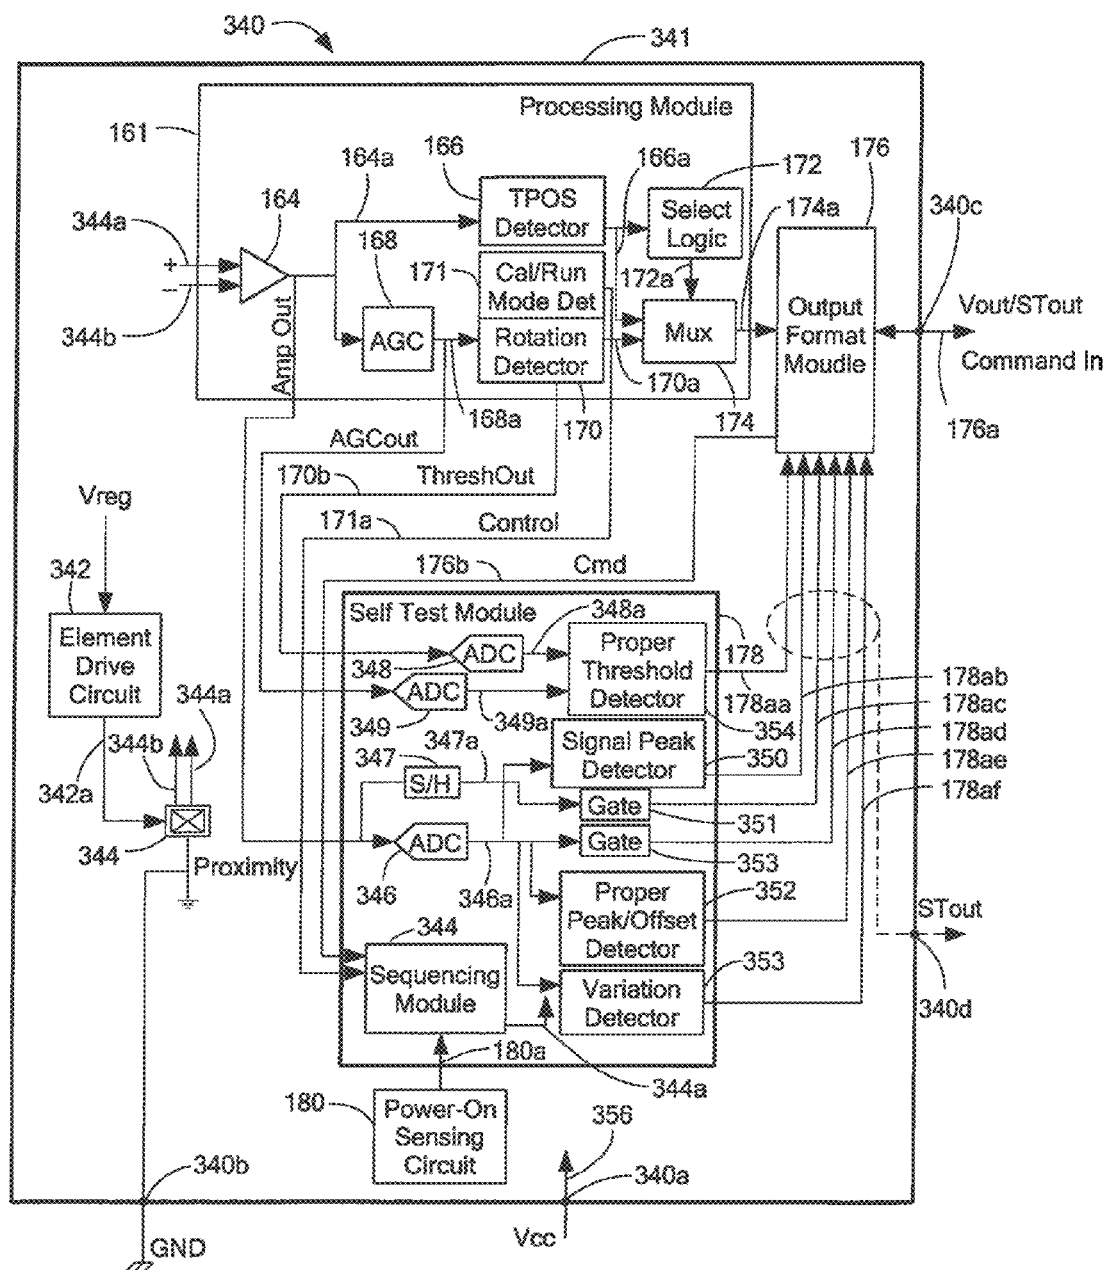 340
341
Processing Module
161
164a
166
166a
172
176
164
TPOS
Detector
Select
Logic
174a
340c
344a
+
168
171
Cal/Run
Mode Det
172a
Output
Format
Moudle
Vout/STout
–
344b
Amp Out
AGC
Rotation
Detector
Mux
Command In
170a
168a
170
174
176a
AGCout
170b
ThreshOut
Vreg
171a
Control
176b
Cmd
342
Self Test Module
348a
Element
Drive
Circuit
348
ADC
Proper
Threshold
Detector
178
344a
ADC
349
349a
178aa
354
178ab
178ac
178ad
178ae
178af
344b
347
347a
Signal Peak
Detector
350
342a
S/H
Gate
351
344
ADC
Gate
353
Proximity
346
346a
Proper
Peak/Offset
Detector
352
STout
344
Sequencing
Module
353
Variation
Detector
340d
180a
344a
180
Power-On
Sensing
Circuit
356
340b
340a
Vcc
GND